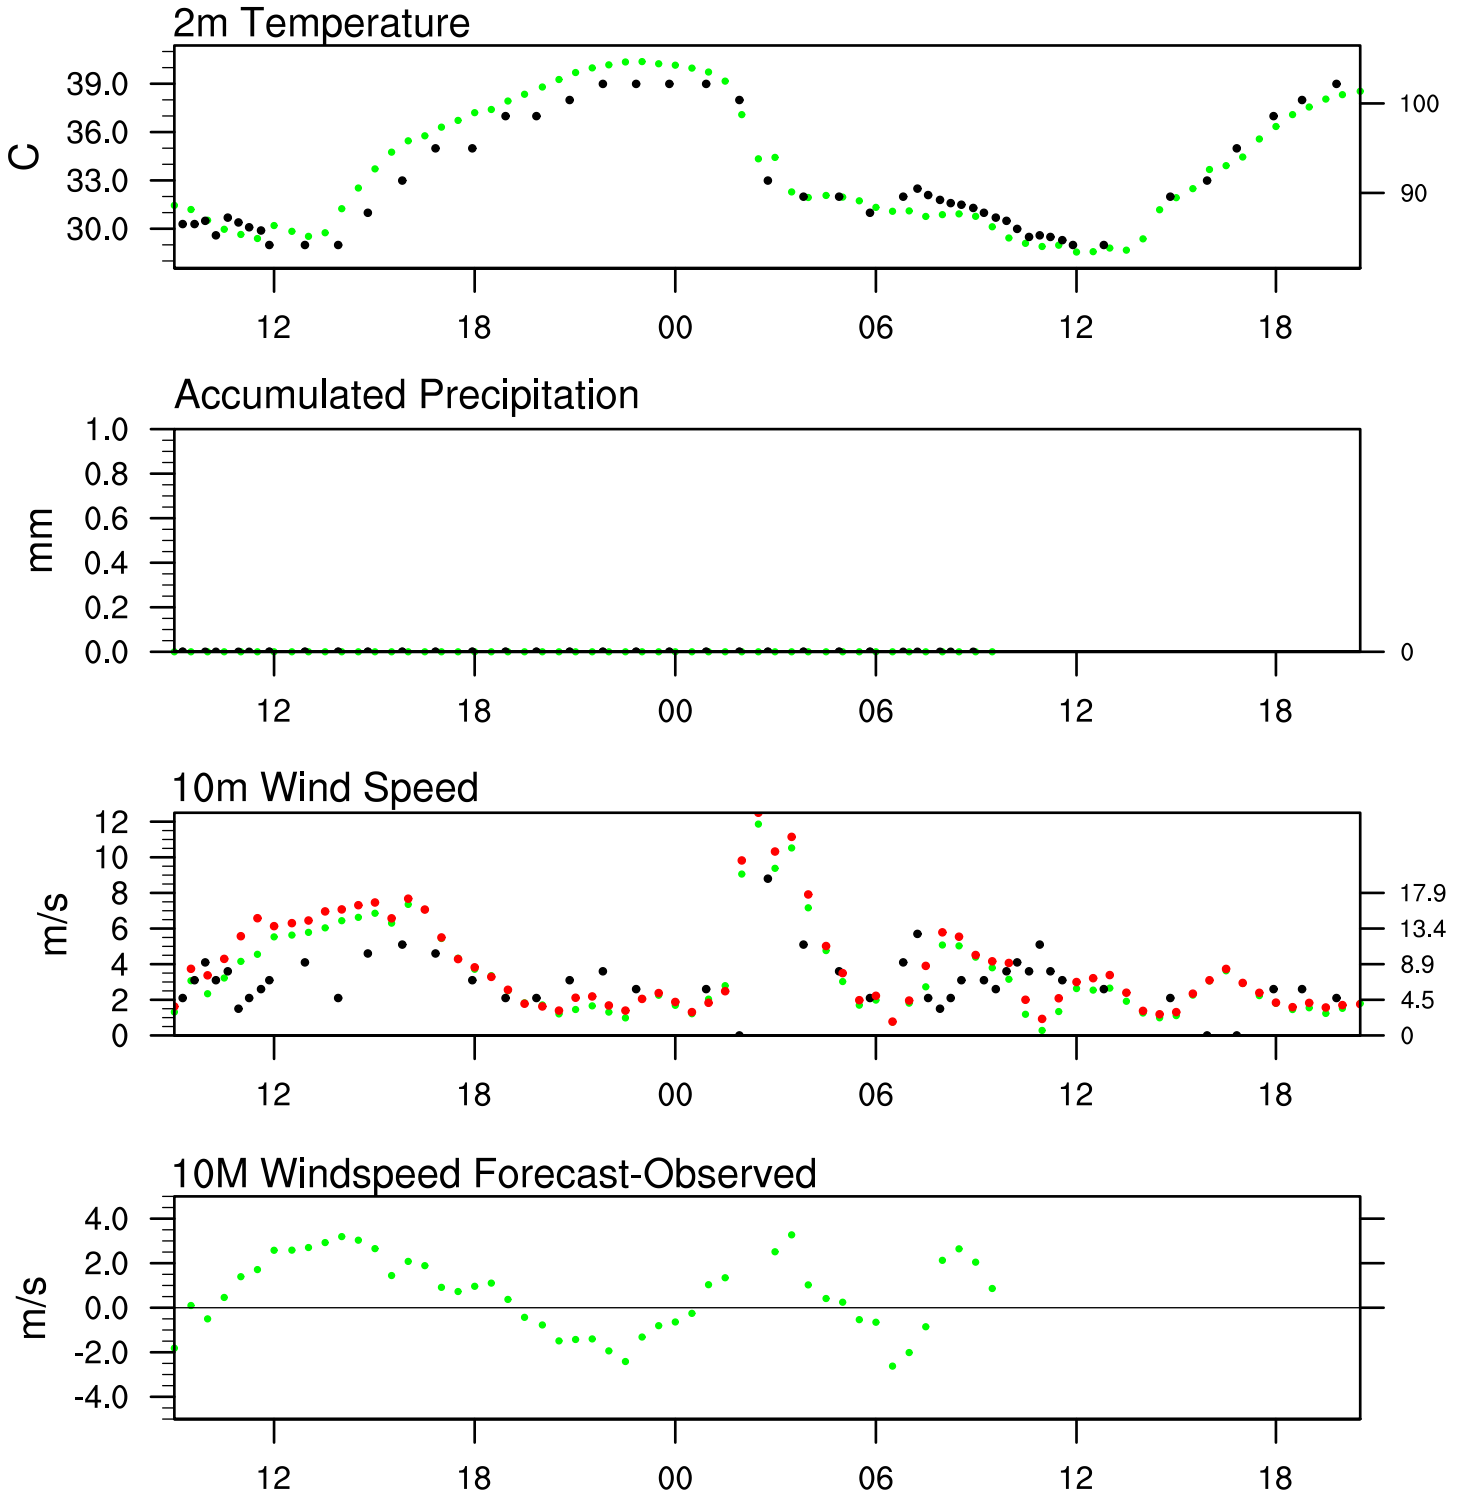 2m Temperature
C
39.0
36.0
33.0
30.0
100
90
12 18 00 06 12 18
Accumulated Precipitation
mm
1.0
0.8
0.6
0.4
0.2
0.0
0
12 18 00 06 12 18
10m Wind Speed
m/s
12
10
8
6
4
2
0
17.9
13.4
8.9
4.5
0
12 18 00 06 12 18
10M Windspeed Forecast-Observed
m/s
4.0
2.0
0.0
-2.0
-4.0
12 18 00 06 12 18